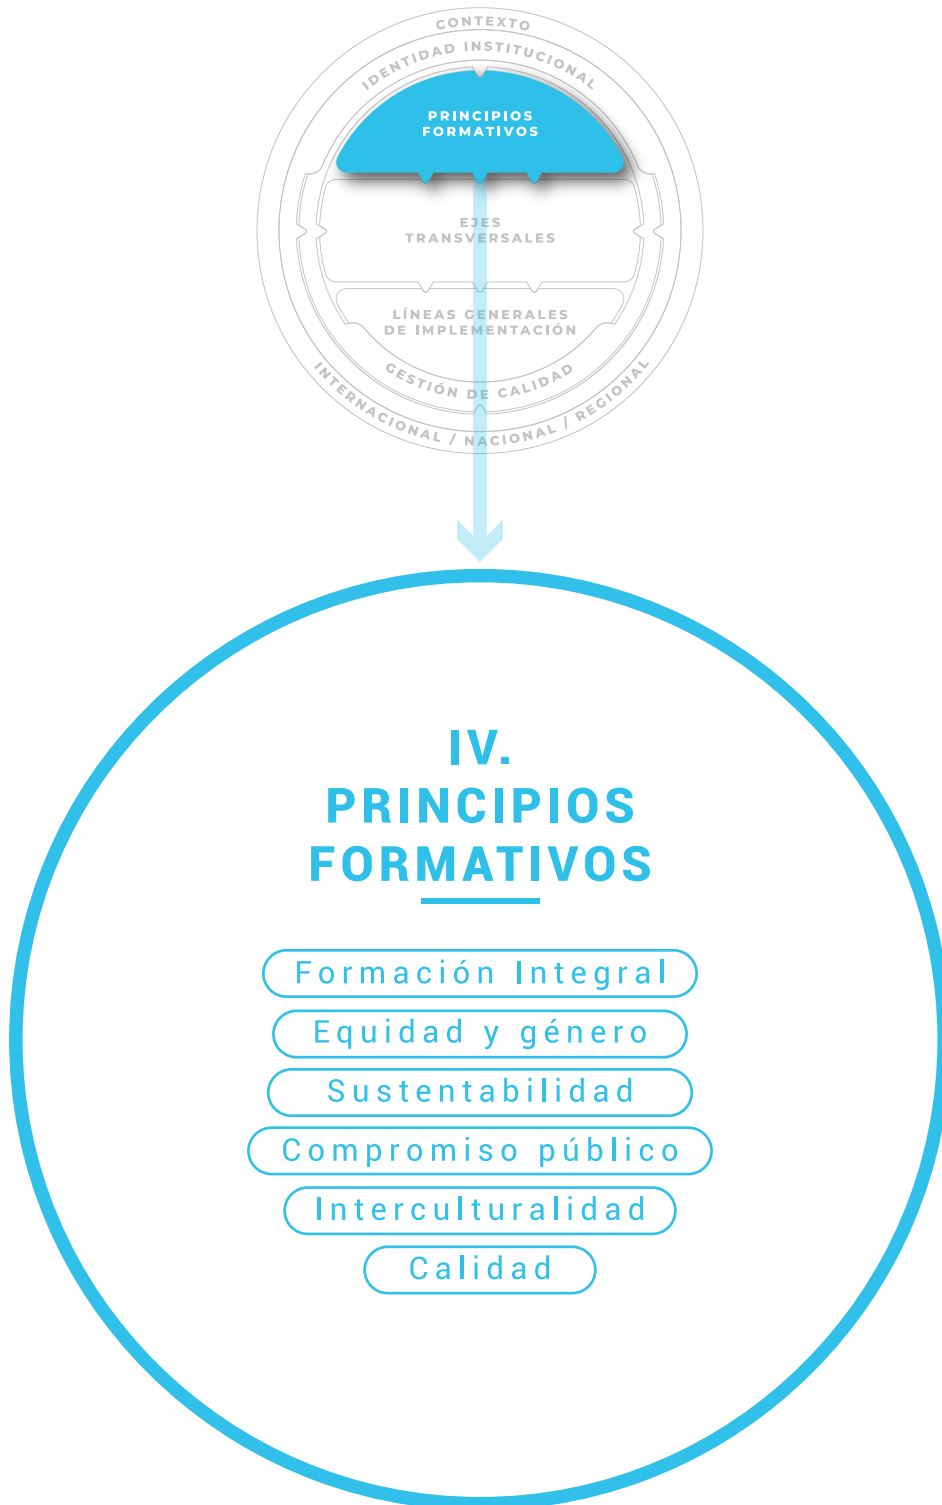 CONTEXTO
IDENTIDAD INSTITUCIONAL
PRINCIPIOS
FORMATIVOS
EJES
TRANSVERSALES
LÍNEAS GENERALES
DE IMPLEMENTACIÓN
GESTIÓN DE CALIDAD
INTERNACIONAL / NACIONAL / REGIONAL
IV.
PRINCIPIOS
FORMATIVOS
Formación Integral
Equidad y género
Sustentabilidad
Compromiso público
Interculturalidad
Calidad